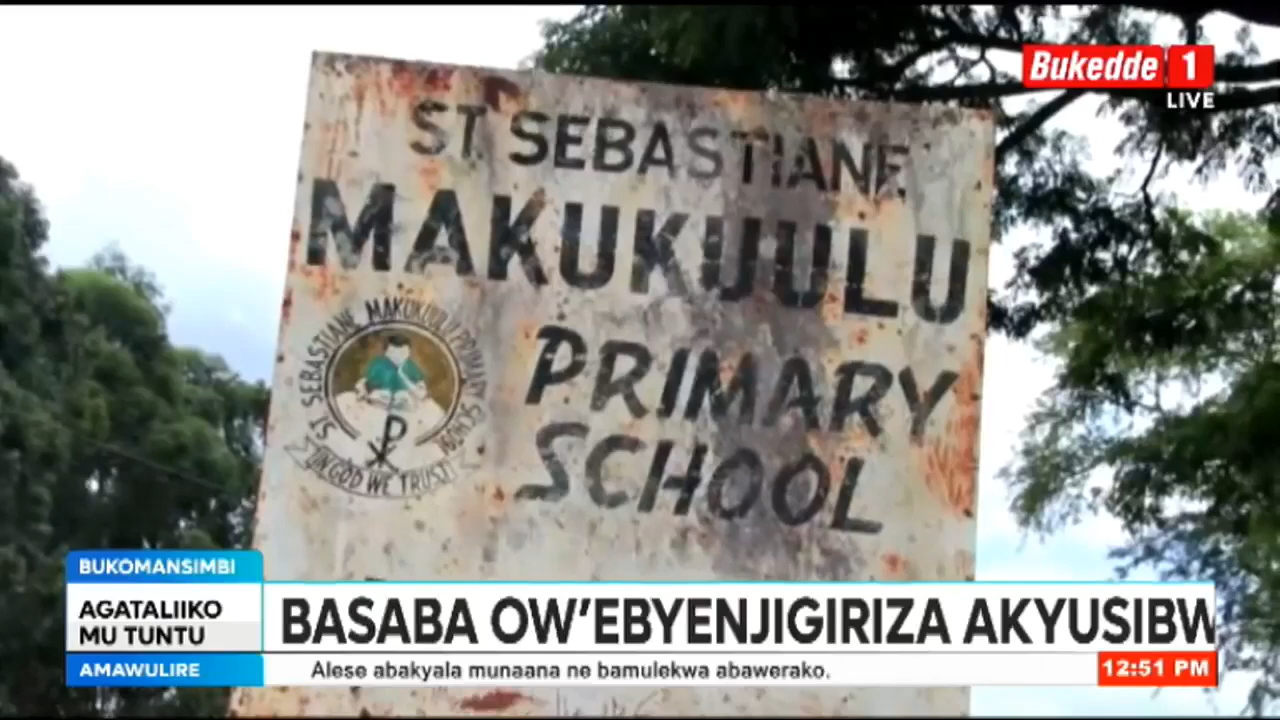 Bukedde 1
LIVE
ST. SEBASTIANE
MAKUKUULU
PRIMARY
SCHOOL
ST. SEBASTIANE MAKUKUULU PRIMARY SCHOOL
IN GOD WE TRUST
BUKOMANSIMBI
AGATALIIKO
MU TUNTU
BASABA OW'EBYENJIGIRIZA AKYUSIBW
AMAWULIRE
Alese abakyala munaana ne bamulekwa abawerako.
12:51 PM